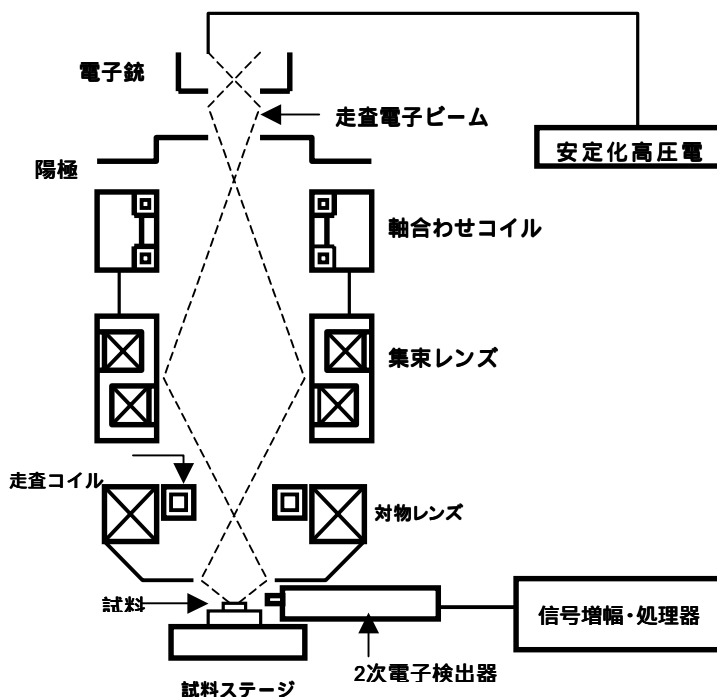 電子銃
走査電子ビーム
安定化高圧電
陽極
軸合わせコイル
集束レンズ
走査コイル
対物レンズ
試料
信号増幅・処理器
2次電子検出器
試料ステージ